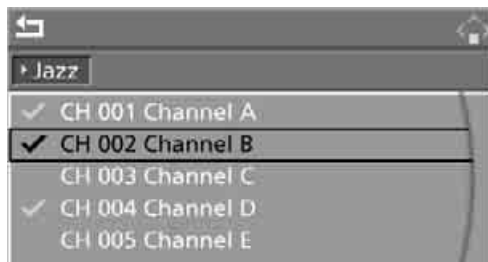 Jazz
CH 001 Channel A
CH 002 Channel B
CH 003 Channel C
CH 004 Channel D
CH 005 Channel E